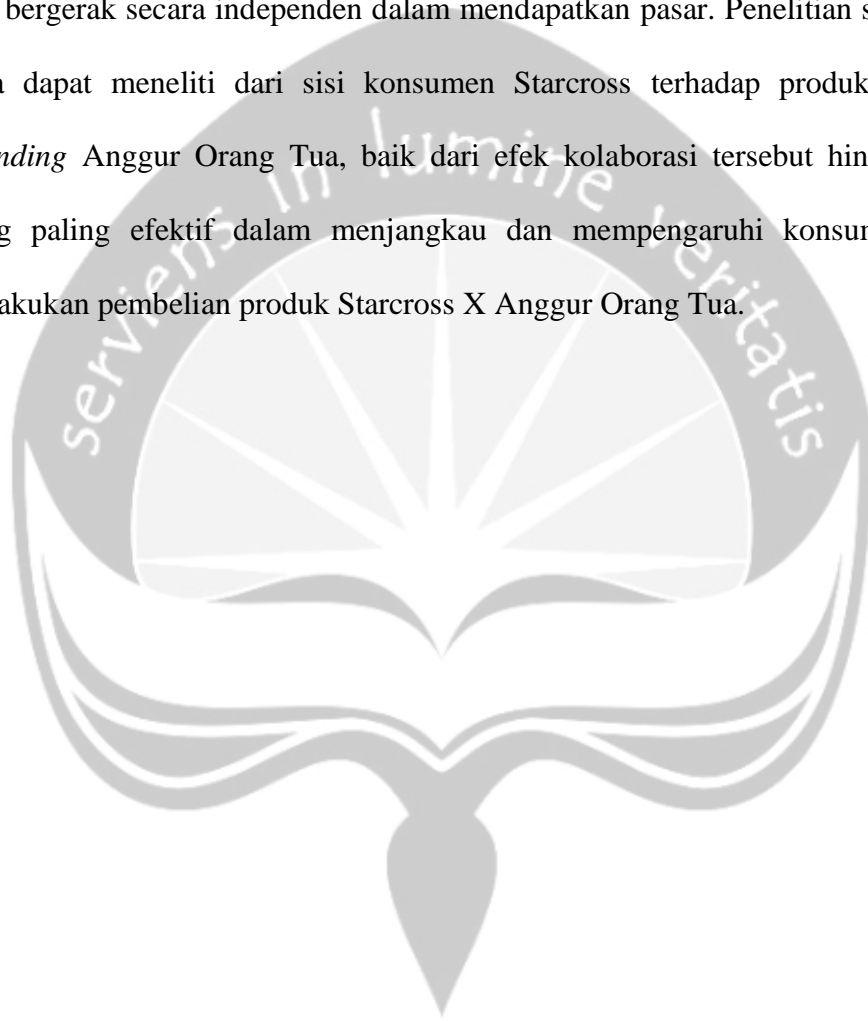 bergerak secara independen dalam mendapatkan pasar. Penelitian s
dapat meneliti dari sisi konsumen Starcross terhadap produk
nding Anggur Orang Tua, baik dari efek kolaborasi tersebut hin
g paling efektif dalam menjangkau dan mempengaruhi konsu
akukan pembelian produk Starcross X Anggur Orang Tua.
serviens in lumine veritatis